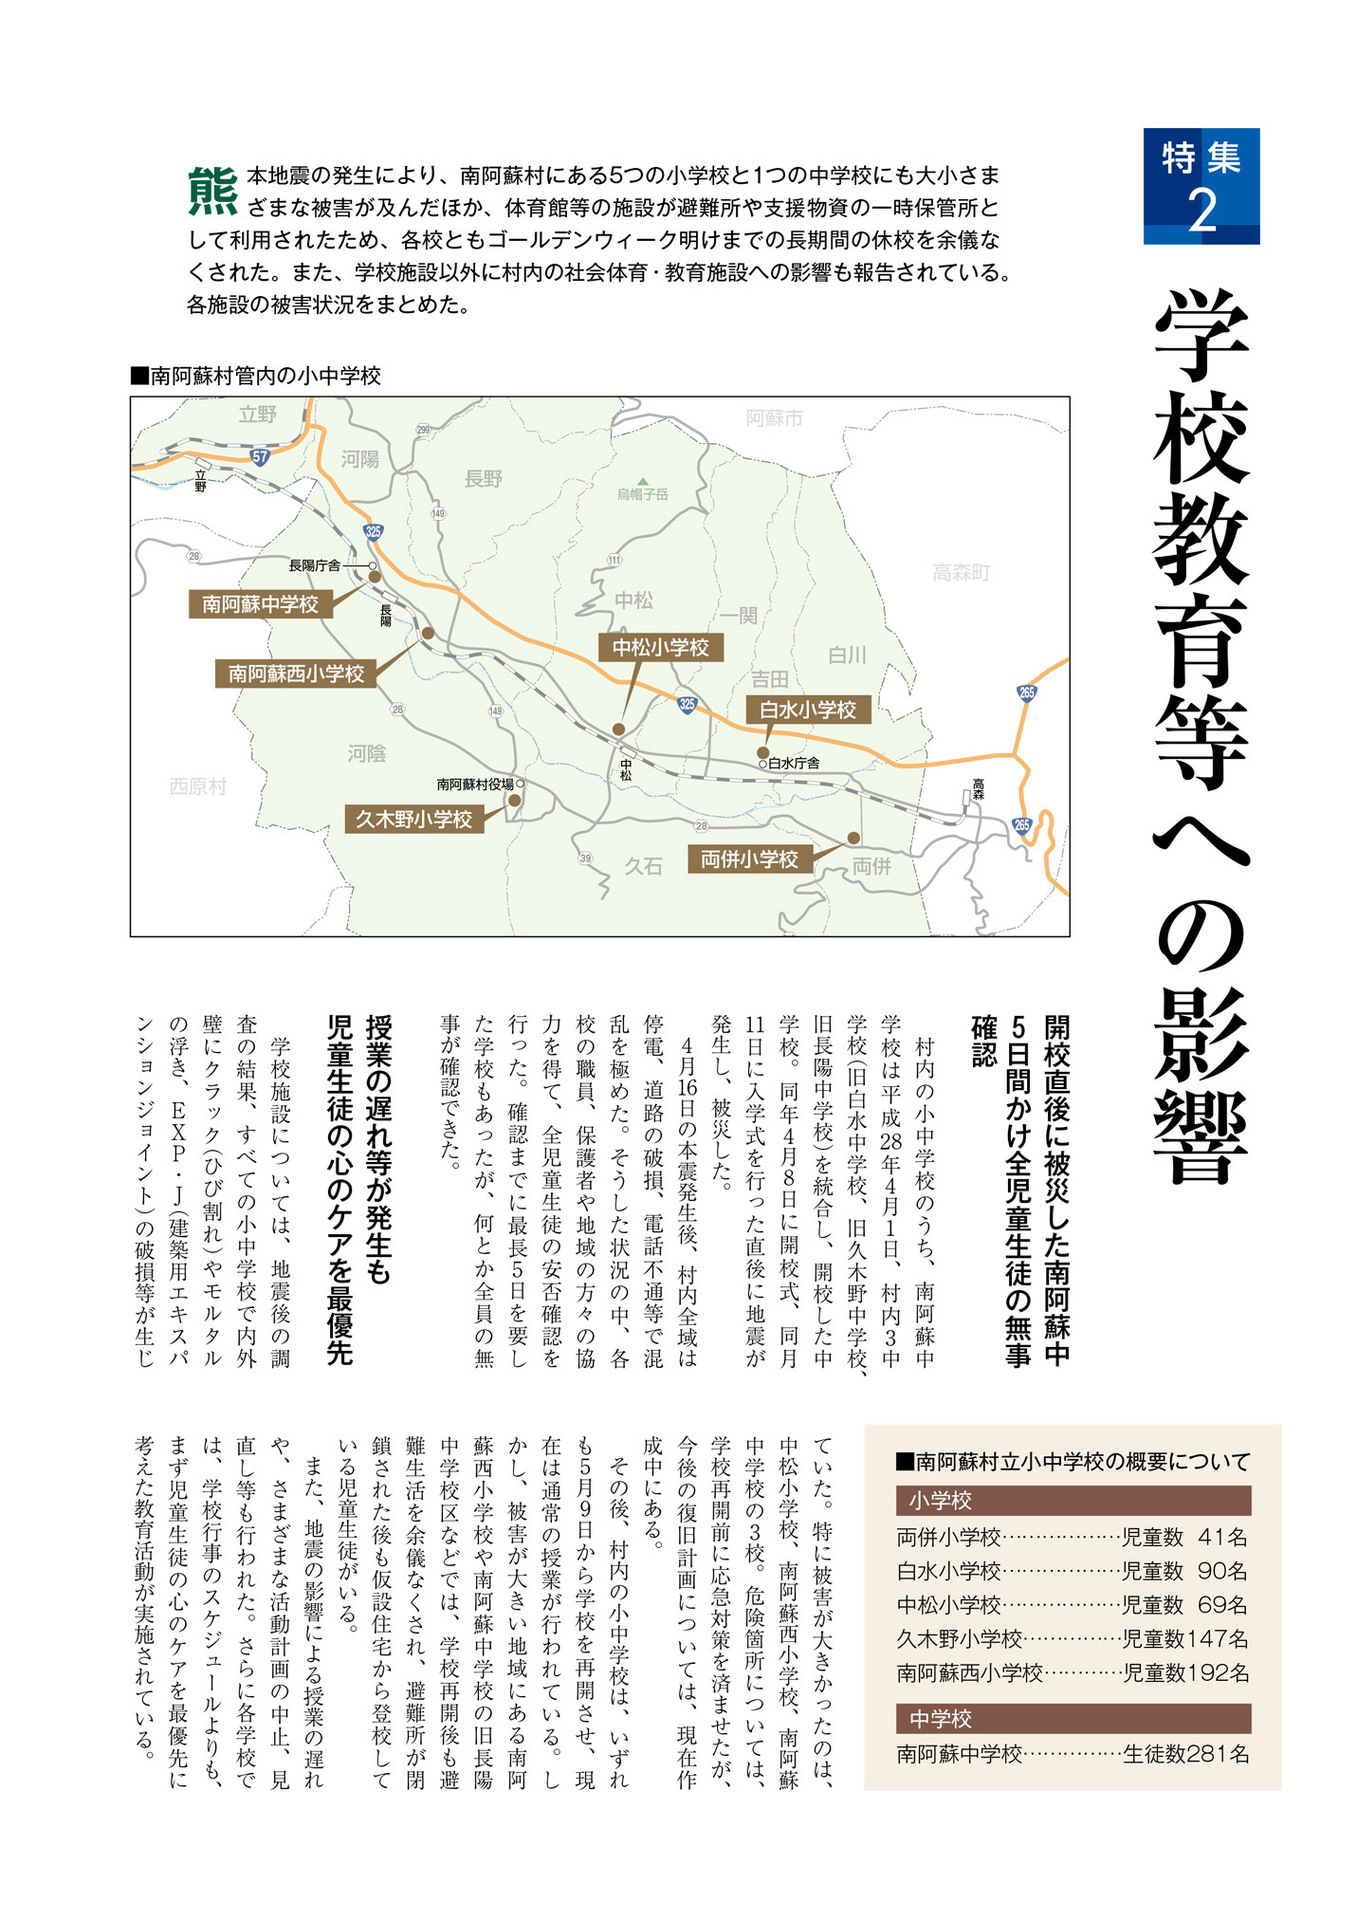 特集
2
学校教育等への影響
熊本地震の発生により、南阿蘇村にある5つの小学校と1つの中学校にも大小さま
ざまな被害が及んだほか、体育館等の施設が避難所や支援物資の一時保管所と
して利用されたため、各校ともゴールデンウィーク明けまでの長期間の休校を余儀な
くされた。また、学校施設以外に村内の社会体育・教育施設への影響も報告されている。
各施設の被害状況をまとめた。
■南阿蘇村管内の小中学校
立野
299
阿蘇市
57
立野
河陽
長野
烏帽子岳
149
325
28
長陽庁舎
111
高森町
南阿蘇中学校
長陽
中松
一関
中松小学校
白川
南阿蘇西小学校
吉田
265
28
149
325
白水小学校
河陰
白水庁舎
中松
西原村
南阿蘇村役場
高森
久木野小学校
28
265
39
久石
両併小学校
両併
開校直後に被災した南阿蘇中
5日間かけ全児童生徒の無事
確認
村内の小中学校のうち、南阿蘇中
学校は平成28年4月1日、村内3中
学校（旧白水中学校、旧久木野中学校、
旧長陽中学校）を統合し、開校した中
学校。同年4月8日に開校式、同月
11日に入学式を行った直後に地震が
発生し、被災した。
4月16日の本震発生後、村内全域は
停電、道路の破損、電話不通等で混
乱を極めた。そうした状況の中、各
校の職員、保護者や地域の方々の協
力を得て、全児童生徒の安否確認を
行った。確認までに最長5日を要し
た学校もあったが、何とか全員の無
事が確認できた。
授業の遅れ等が発生も
児童生徒の心のケアを最優先
学校施設については、地震後の調
査の結果、すべての小中学校で内外
壁にクラック（ひび割れ）やモルタル
の浮き、EXP・J（建築用エキスパ
ンションジョイント）の破損等が生じ
ていた。特に被害が大きかったのは、
中松小学校、南阿蘇西小学校、南阿蘇
中学校の3校。危険箇所については、
学校再開前に応急対策を済ませたが、
今後の復旧計画については、現在作
成中にある。
その後、村内の小中学校は、いずれ
も5月9日から学校を再開させ、現
在は通常の授業が行われている。し
かし、被害が大きい地域にある南阿
蘇西小学校や南阿蘇中学校の旧長陽
中学校区などでは、学校再開後も避
難生活を余儀なくされ、避難所が閉
鎖された後も仮設住宅から登校して
いる児童生徒がいる。
また、地震の影響による授業の遅れ
や、さまざまな活動計画の中止、見
直し等も行われた。さらに各学校で
は、学校行事のスケジュールよりも、
まず児童生徒の心のケアを最優先に
考えた教育活動が実施されている。
■南阿蘇村立小中学校の概要について
小学校
両併小学校………………児童数 41名
白水小学校………………児童数 90名
中松小学校………………児童数 69名
久木野小学校……………児童数147名
南阿蘇西小学校…………児童数192名
中学校
南阿蘇中学校……………生徒数281名